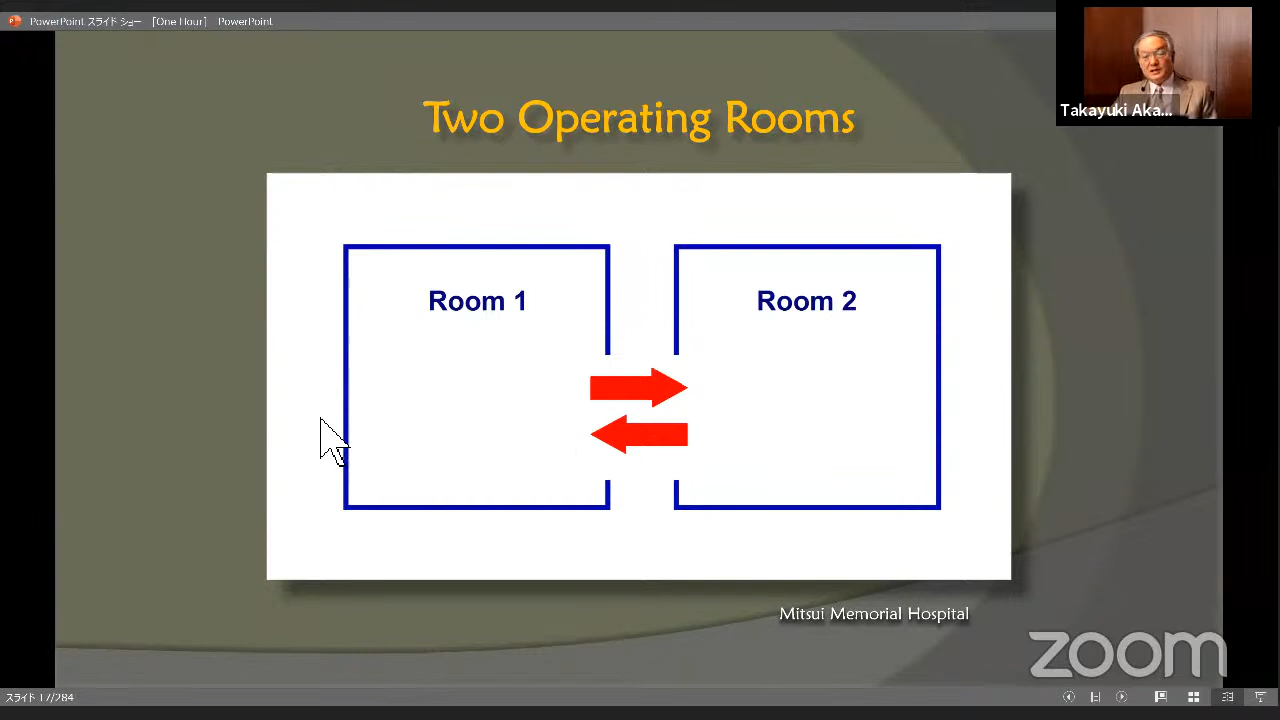 PowerPoint スライド ショー [One Hour] PowerPoint
Takayuki Aka...
Two Operating Rooms
Room 1
Room 2
Mitsui Memorial Hospital
zoom
スライド 17/284